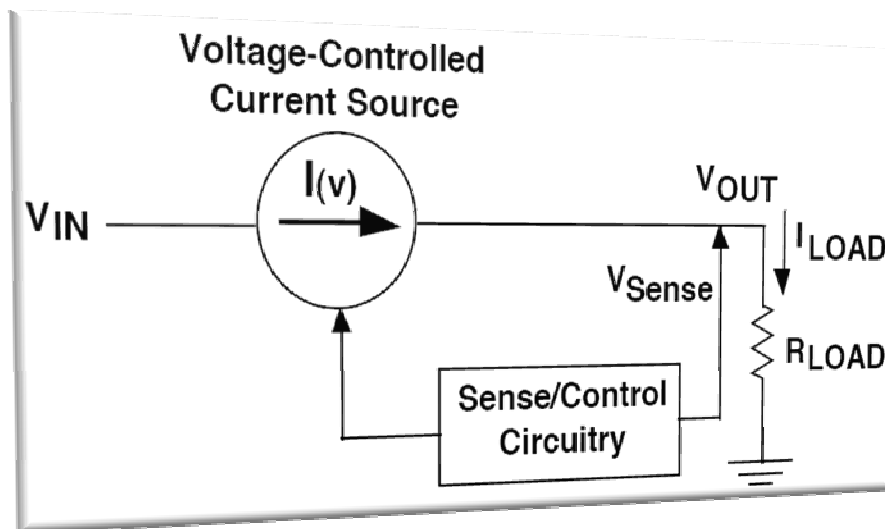 Voltage-Controlled
Current Source
I(v)
VIN
VOUT
ILOAD
VSense
RLOAD
Sense/Control
Circuitry